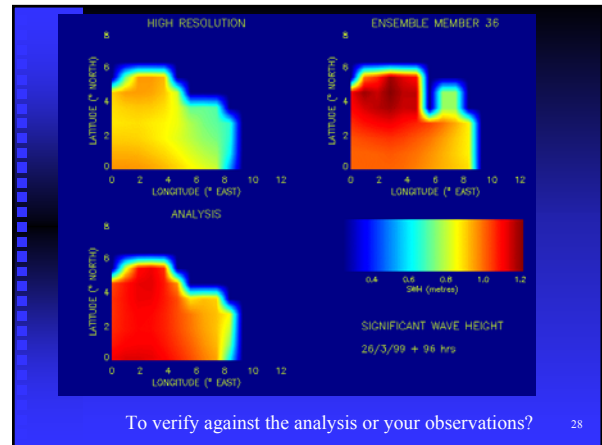 HIGH RESOLUTION
8
6
4
2
0
LATITUDE (° NORTH)
0 2 4 6 8 10 12
LONGITUDE (° EAST)
ENSEMBLE MEMBER 36
8
6
4
2
0
LATITUDE (° NORTH)
0 2 4 6 8 10 12
LONGITUDE (° EAST)
ANALYSIS
8
6
4
2
0
LATITUDE (° NORTH)
0 2 4 6 8 10 12
LONGITUDE (° EAST)
0.4 0.6 0.8 1.0 1.2
SWH (metres)
SIGNIFICANT WAVE HEIGHT
26/3/99 + 96 hrs
To verify against the analysis or your observations?
28